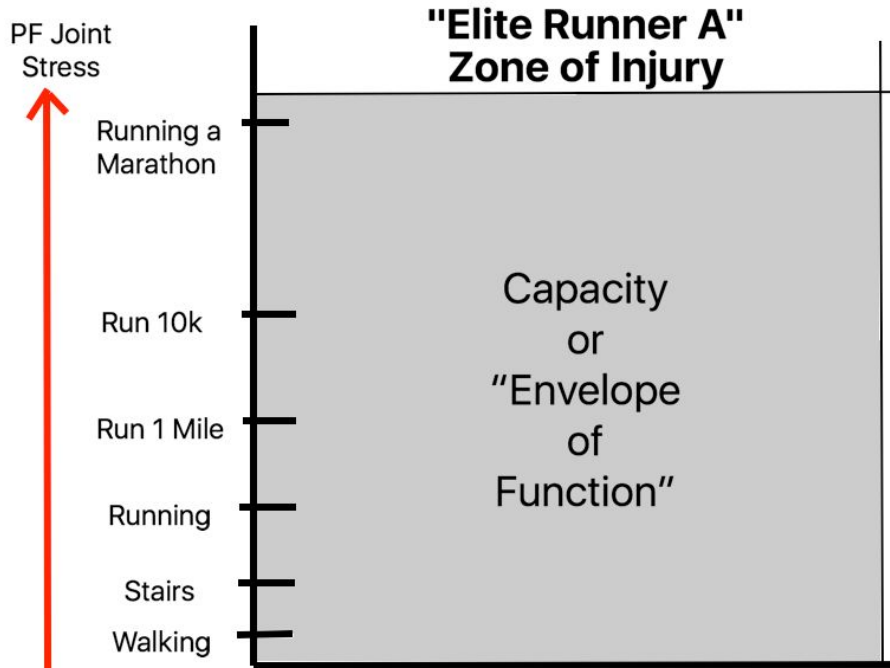 PF Joint
Stress
"Elite Runner A"
Zone of Injury
Running a
Marathon
Run 10k
Run 1 Mile
Running
Stairs
Walking
Capacity
or
“Envelope
of
Function”